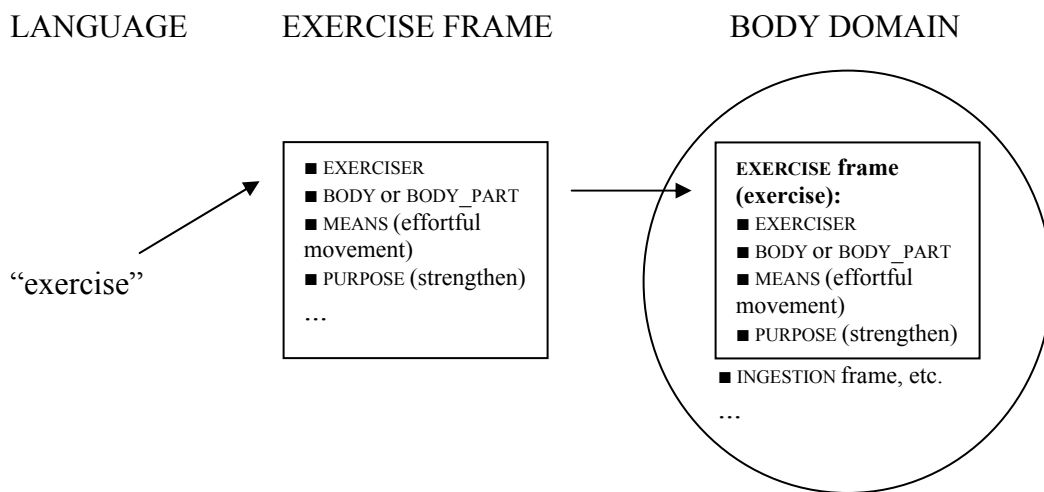 LANGUAGE EXERCISE FRAME BODY DOMAIN
“exercise”
■ EXERCISER
■ BODY or BODY_PART
■ MEANS (effortful
movement)
■ PURPOSE (strengthen)
...
EXERCISE frame
(exercise):
■ EXERCISER
■ BODY or BODY_PART
■ MEANS (effortful
movement)
■ PURPOSE (strengthen)
■ INGESTION frame, etc.
...